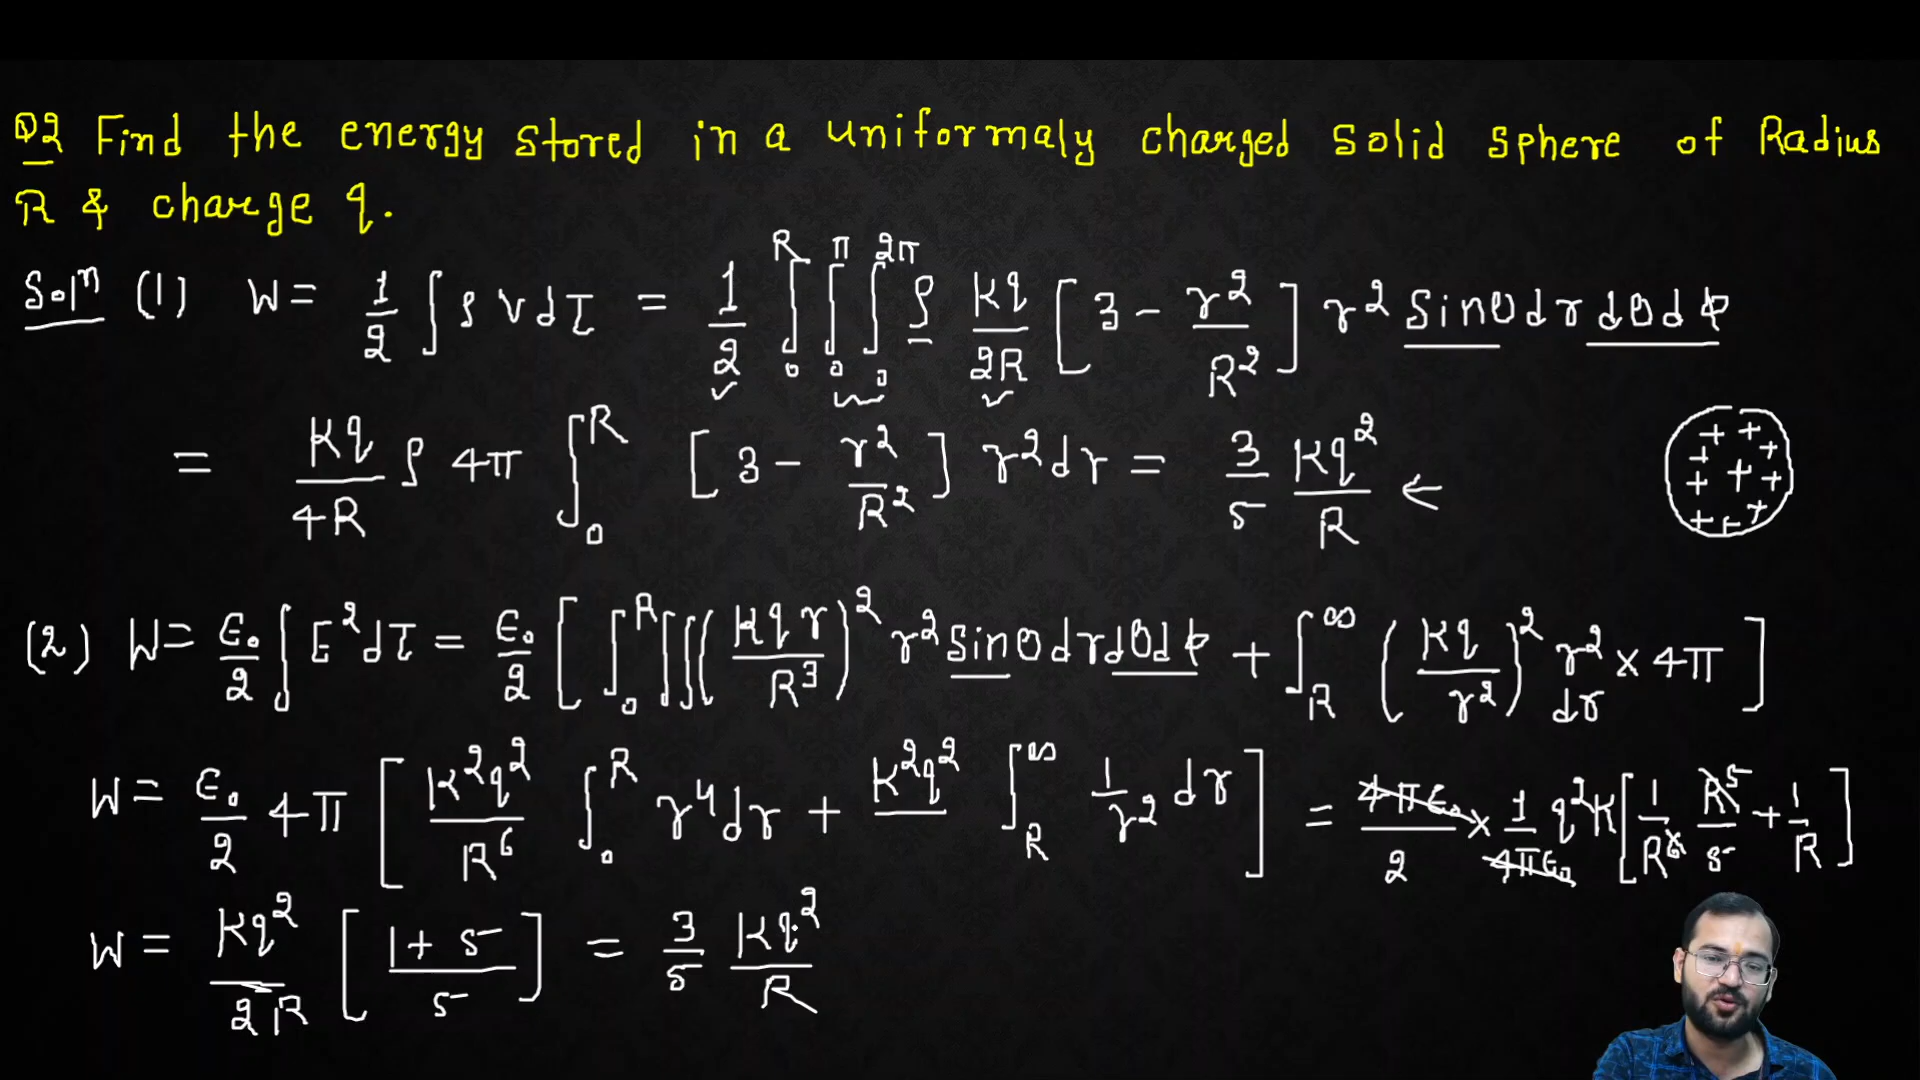 Q2 Find the energy stored in a uniformaly charged solid sphere of Radius
R & charge q.
Solⁿ (1) W = 1/2 ∫ ρ V dτ = 1/2 ∫₀^R ∫₀^π ∫₀^2π ρ Kq/2R [3 - r²/R²] r² Sinθ dr dθ dϕ
= Kq/4R ρ 4π ∫₀^R [3 - r²/R²] r² dr = 3/5 Kq²/R ←
(2) W = ε₀/2 ∫ E² dτ = ε₀/2 [ ∫₀^R ∫∫ (Kqr/R³)² r² Sinθ dr dθ dϕ + ∫_R^∞ (Kq/r²)² r² dr × 4π ]
W = ε₀/2 4π [ K²q²/R⁶ ∫₀^R r⁴ dr + K²q² ∫_R^∞ 1/r² dr ] = 4πε₀/2 × 1/4πε₀ q²K [ 1/R⁶ R⁵/5 + 1/R ]
W = Kq²/2R [ 1+5/5 ] = 3/5 Kq²/R